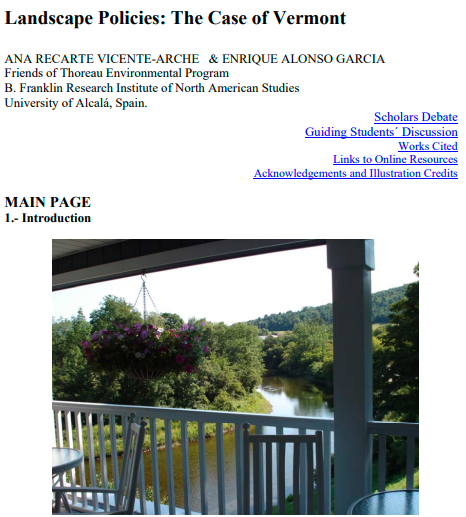 Landscape Policies: The Case of Vermont
ANA RECARTE VICENTE-ARCHE & ENRIQUE ALONSO GARCIA
Friends of Thoreau Environmental Program
B. Franklin Research Institute of North American Studies
University of Alcalá, Spain.
Scholars Debate
Guiding Students´ Discussion
Works Cited
Links to Online Resources
Acknowledgements and Illustration Credits
MAIN PAGE
1.- Introduction